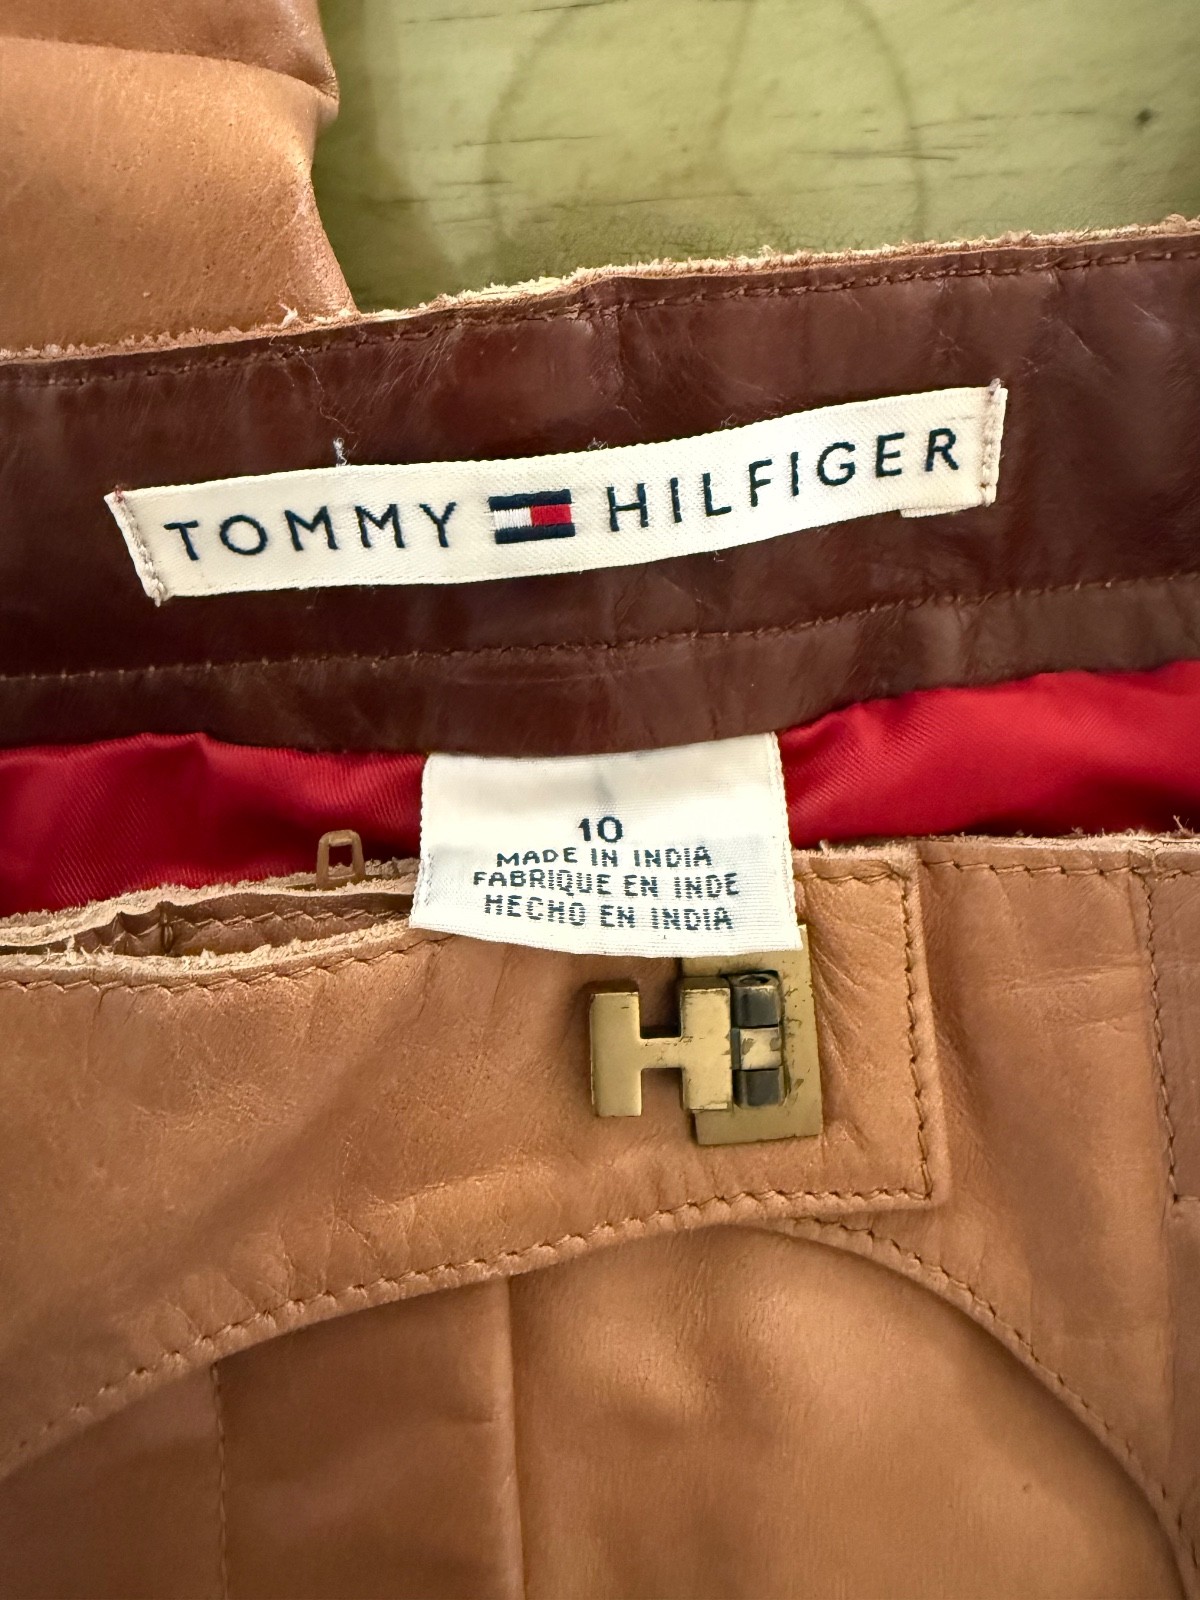 TOMMY HILFIGER
10
MADE IN INDIA
FABRIQUE EN INDE
HECHO EN INDIA
H